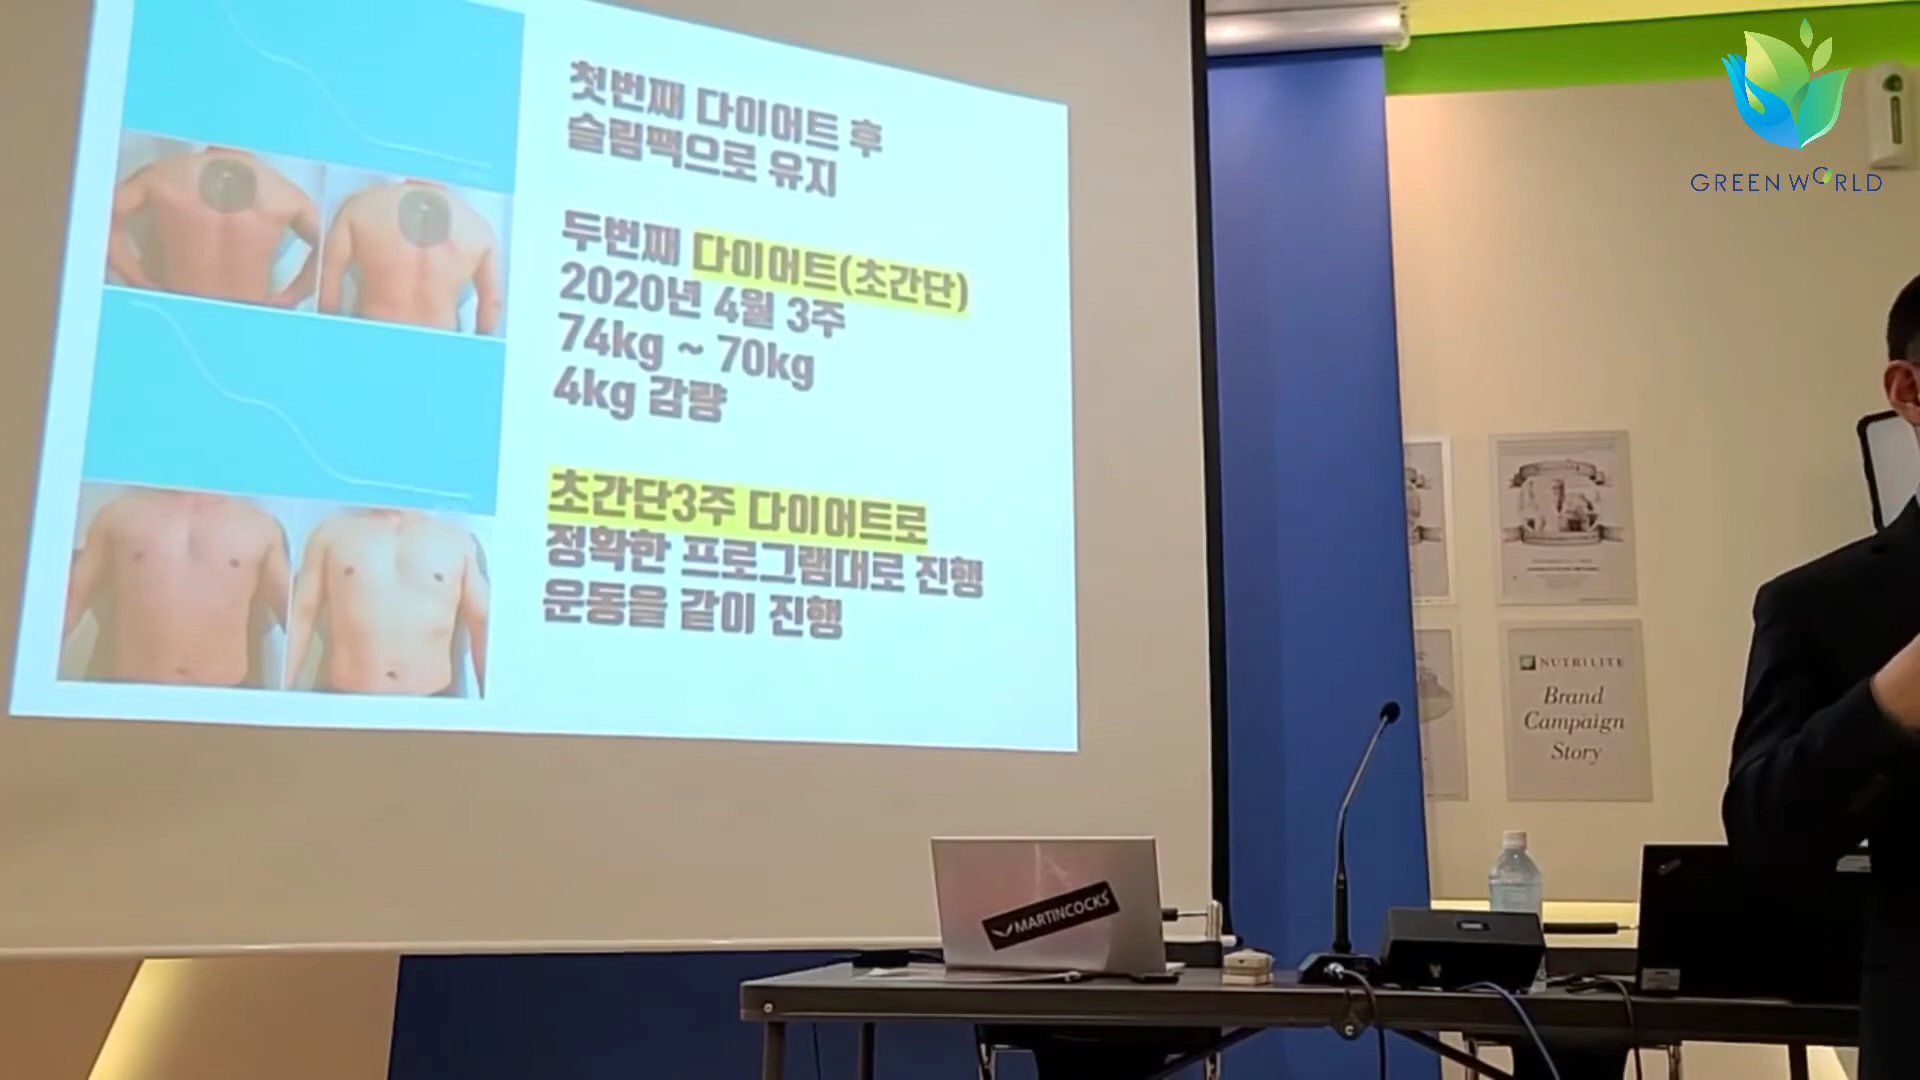 첫번째 다이어트 후
슬림팩으로 유지
두번째 다이어트(초간단)
2020년 4월 3주
74kg ~ 70kg
4kg 감량
초간단3주 다이어트로
정확한 프로그램대로 진행
운동을 같이 진행
GREEN WORLD
NUTRILITE
Brand
Campaign
Story
MARTINCOCKS